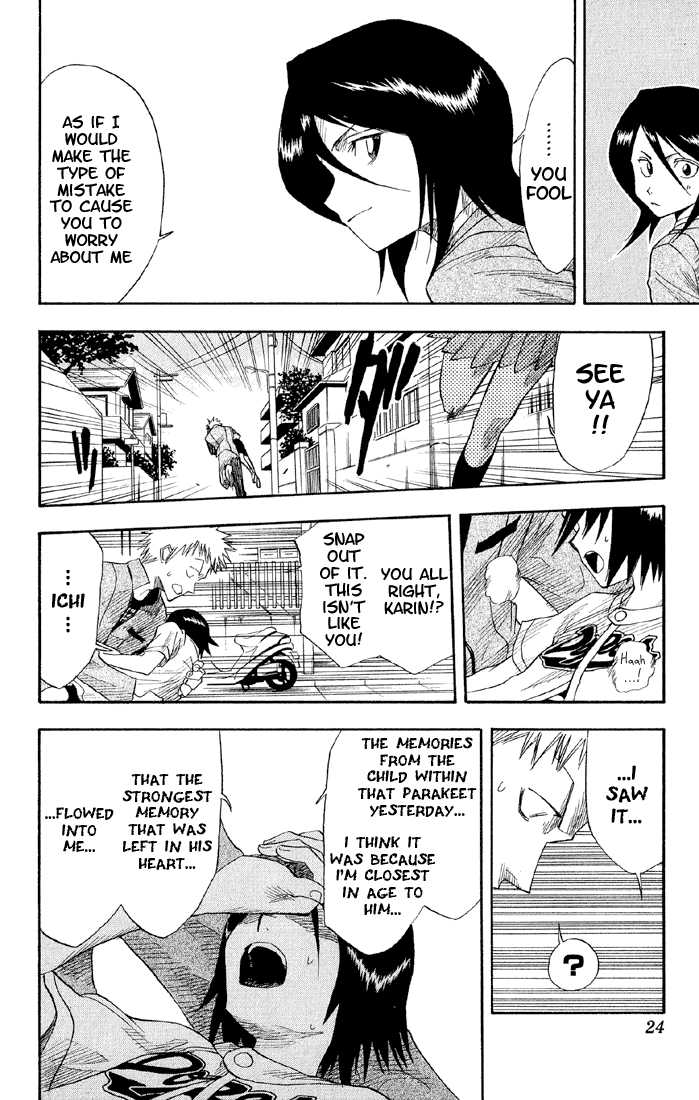 ......
YOU
FOOL
AS IF I
WOULD
MAKE THE
TYPE OF
MISTAKE
TO CAUSE
YOU TO
WORRY
ABOUT ME
SEE
YA
!!
Haah
...!
YOU ALL
RIGHT,
KARIN!?
SNAP
OUT
OF IT.
THIS
ISN'T
LIKE
YOU!
...
ICHI
...
...I
SAW
IT...
?
THE MEMORIES
FROM THE
CHILD WITHIN
THAT PARAKEET
YESTERDAY...
I THINK IT
WAS BECAUSE
I'M CLOSEST
IN AGE TO
HIM...
THAT THE
STRONGEST
MEMORY
THAT WAS
LEFT IN HIS
HEART...
...FLOWED
INTO
ME...
24